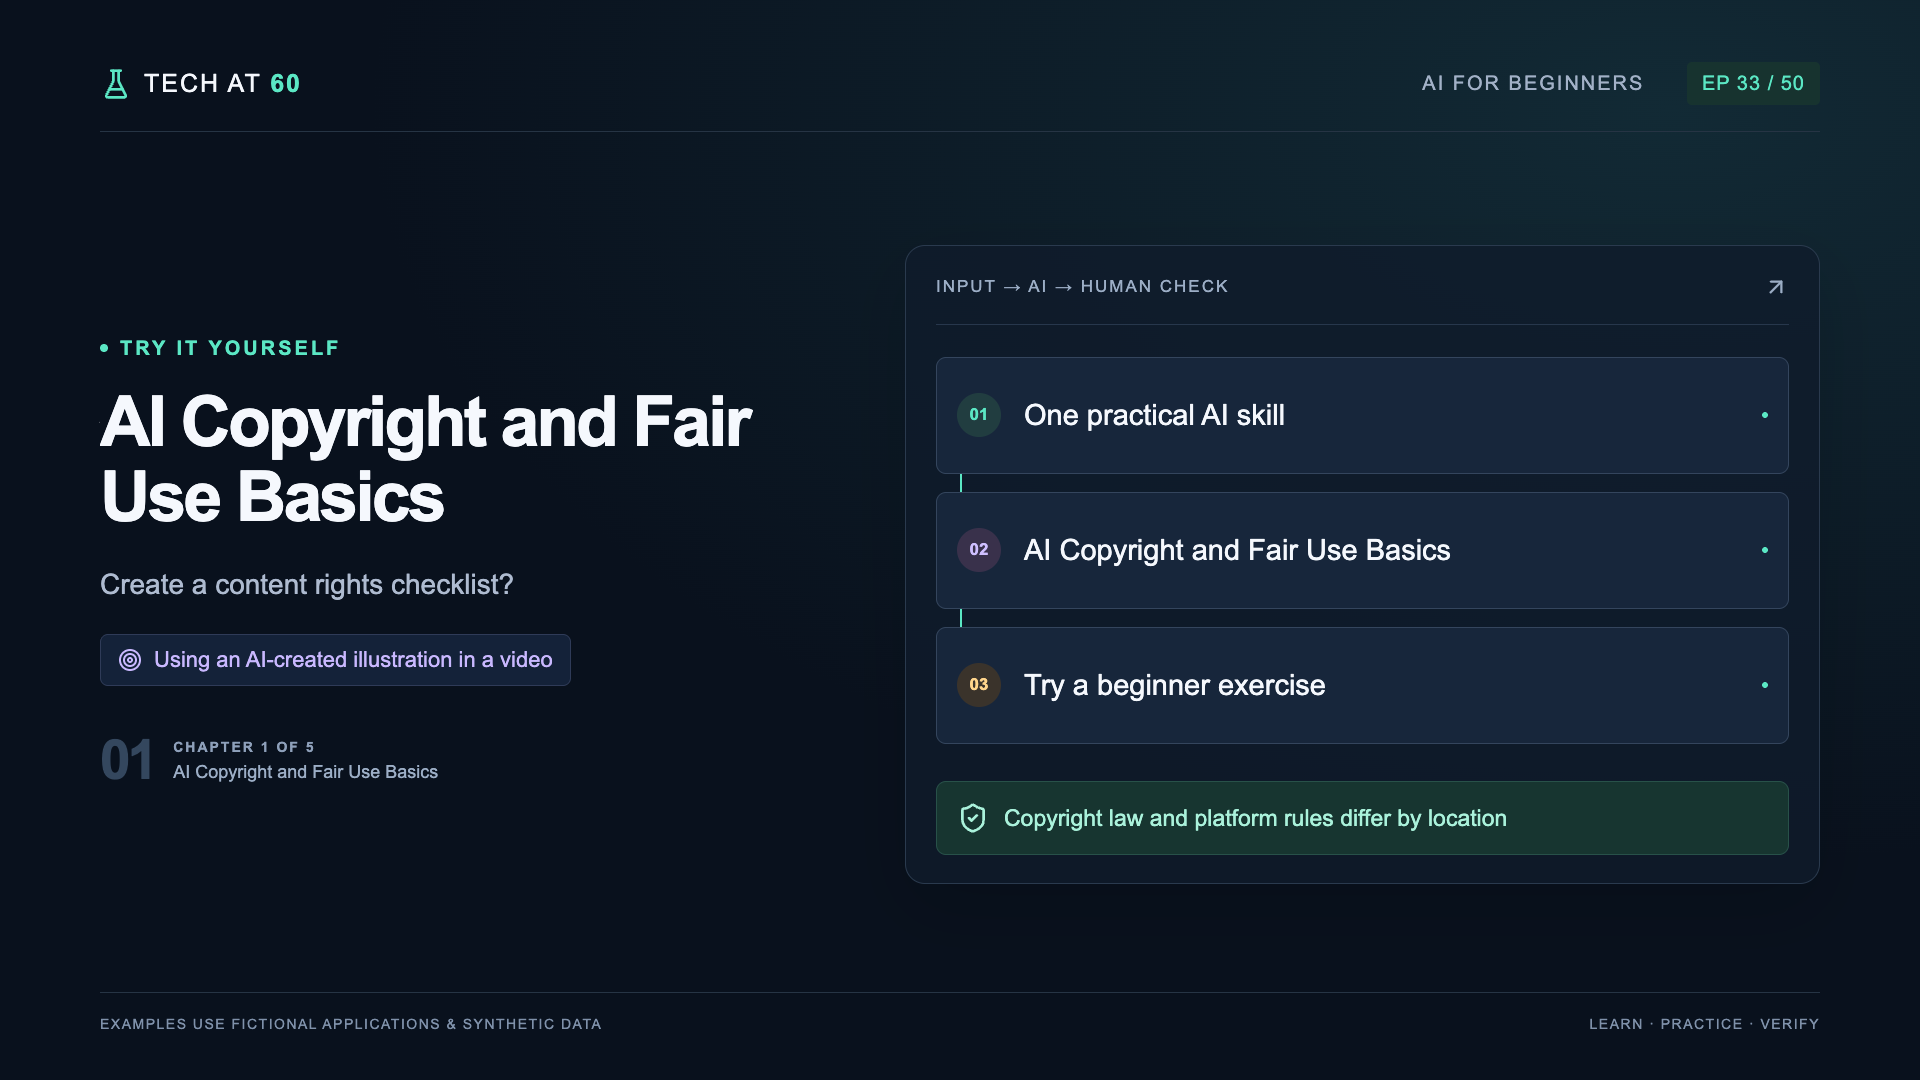 TECH AT 60
AI FOR BEGINNERS
EP 33 / 50
TRY IT YOURSELF
AI Copyright and Fair
Use Basics
Create a content rights checklist?
Using an AI-created illustration in a video
01
CHAPTER 1 OF 5
AI Copyright and Fair Use Basics
INPUT → AI → HUMAN CHECK
01 One practical AI skill
02 AI Copyright and Fair Use Basics
03 Try a beginner exercise
Copyright law and platform rules differ by location
EXAMPLES USE FICTIONAL APPLICATIONS & SYNTHETIC DATA
LEARN · PRACTICE · VERIFY